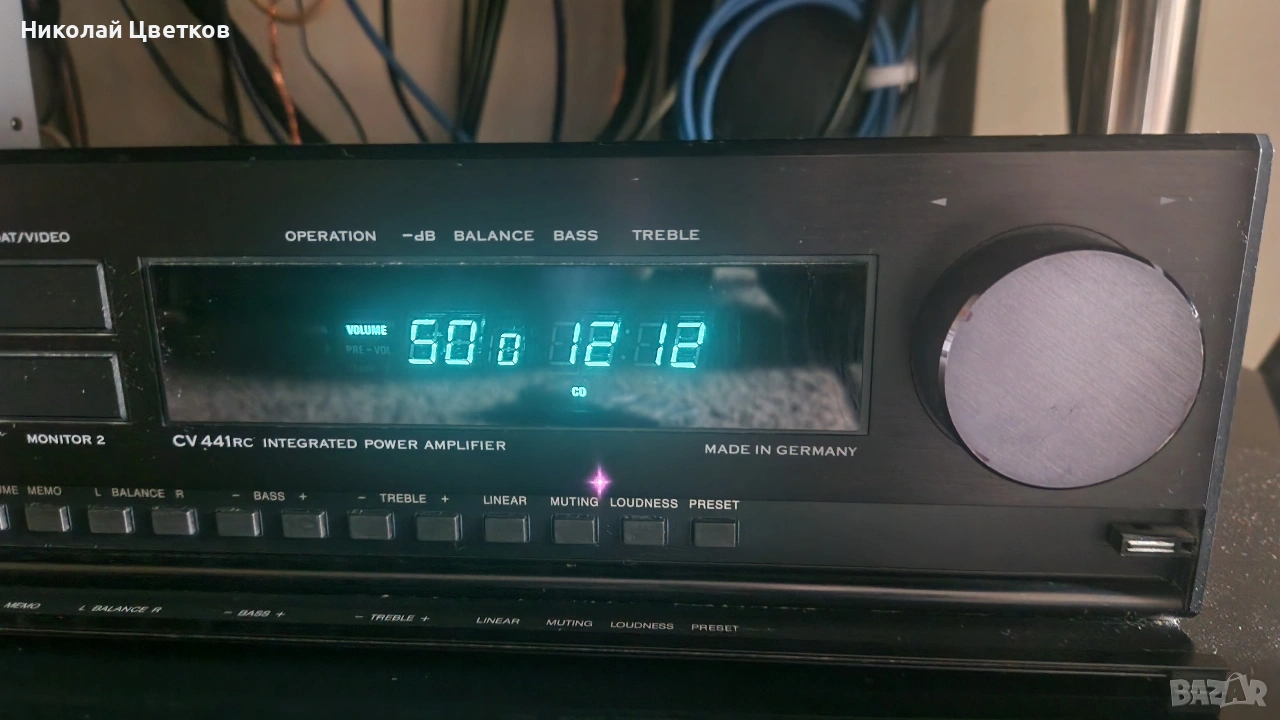 Николай Цветков
AT/VIDEO
OPERATION -dB BALANCE BASS TREBLE
VOLUME 50 0 12 12
PRE-VOL
CD
MONITOR 2
CV 441RC INTEGRATED POWER AMPLIFIER
MADE IN GERMANY
MEMO L BALANCE R - BASS + - TREBLE + LINEAR MUTING LOUDNESS PRESET
MEMO L BALANCE R - BASS + - TREBLE + LINEAR MUTING LOUDNESS PRESET
BAZAR